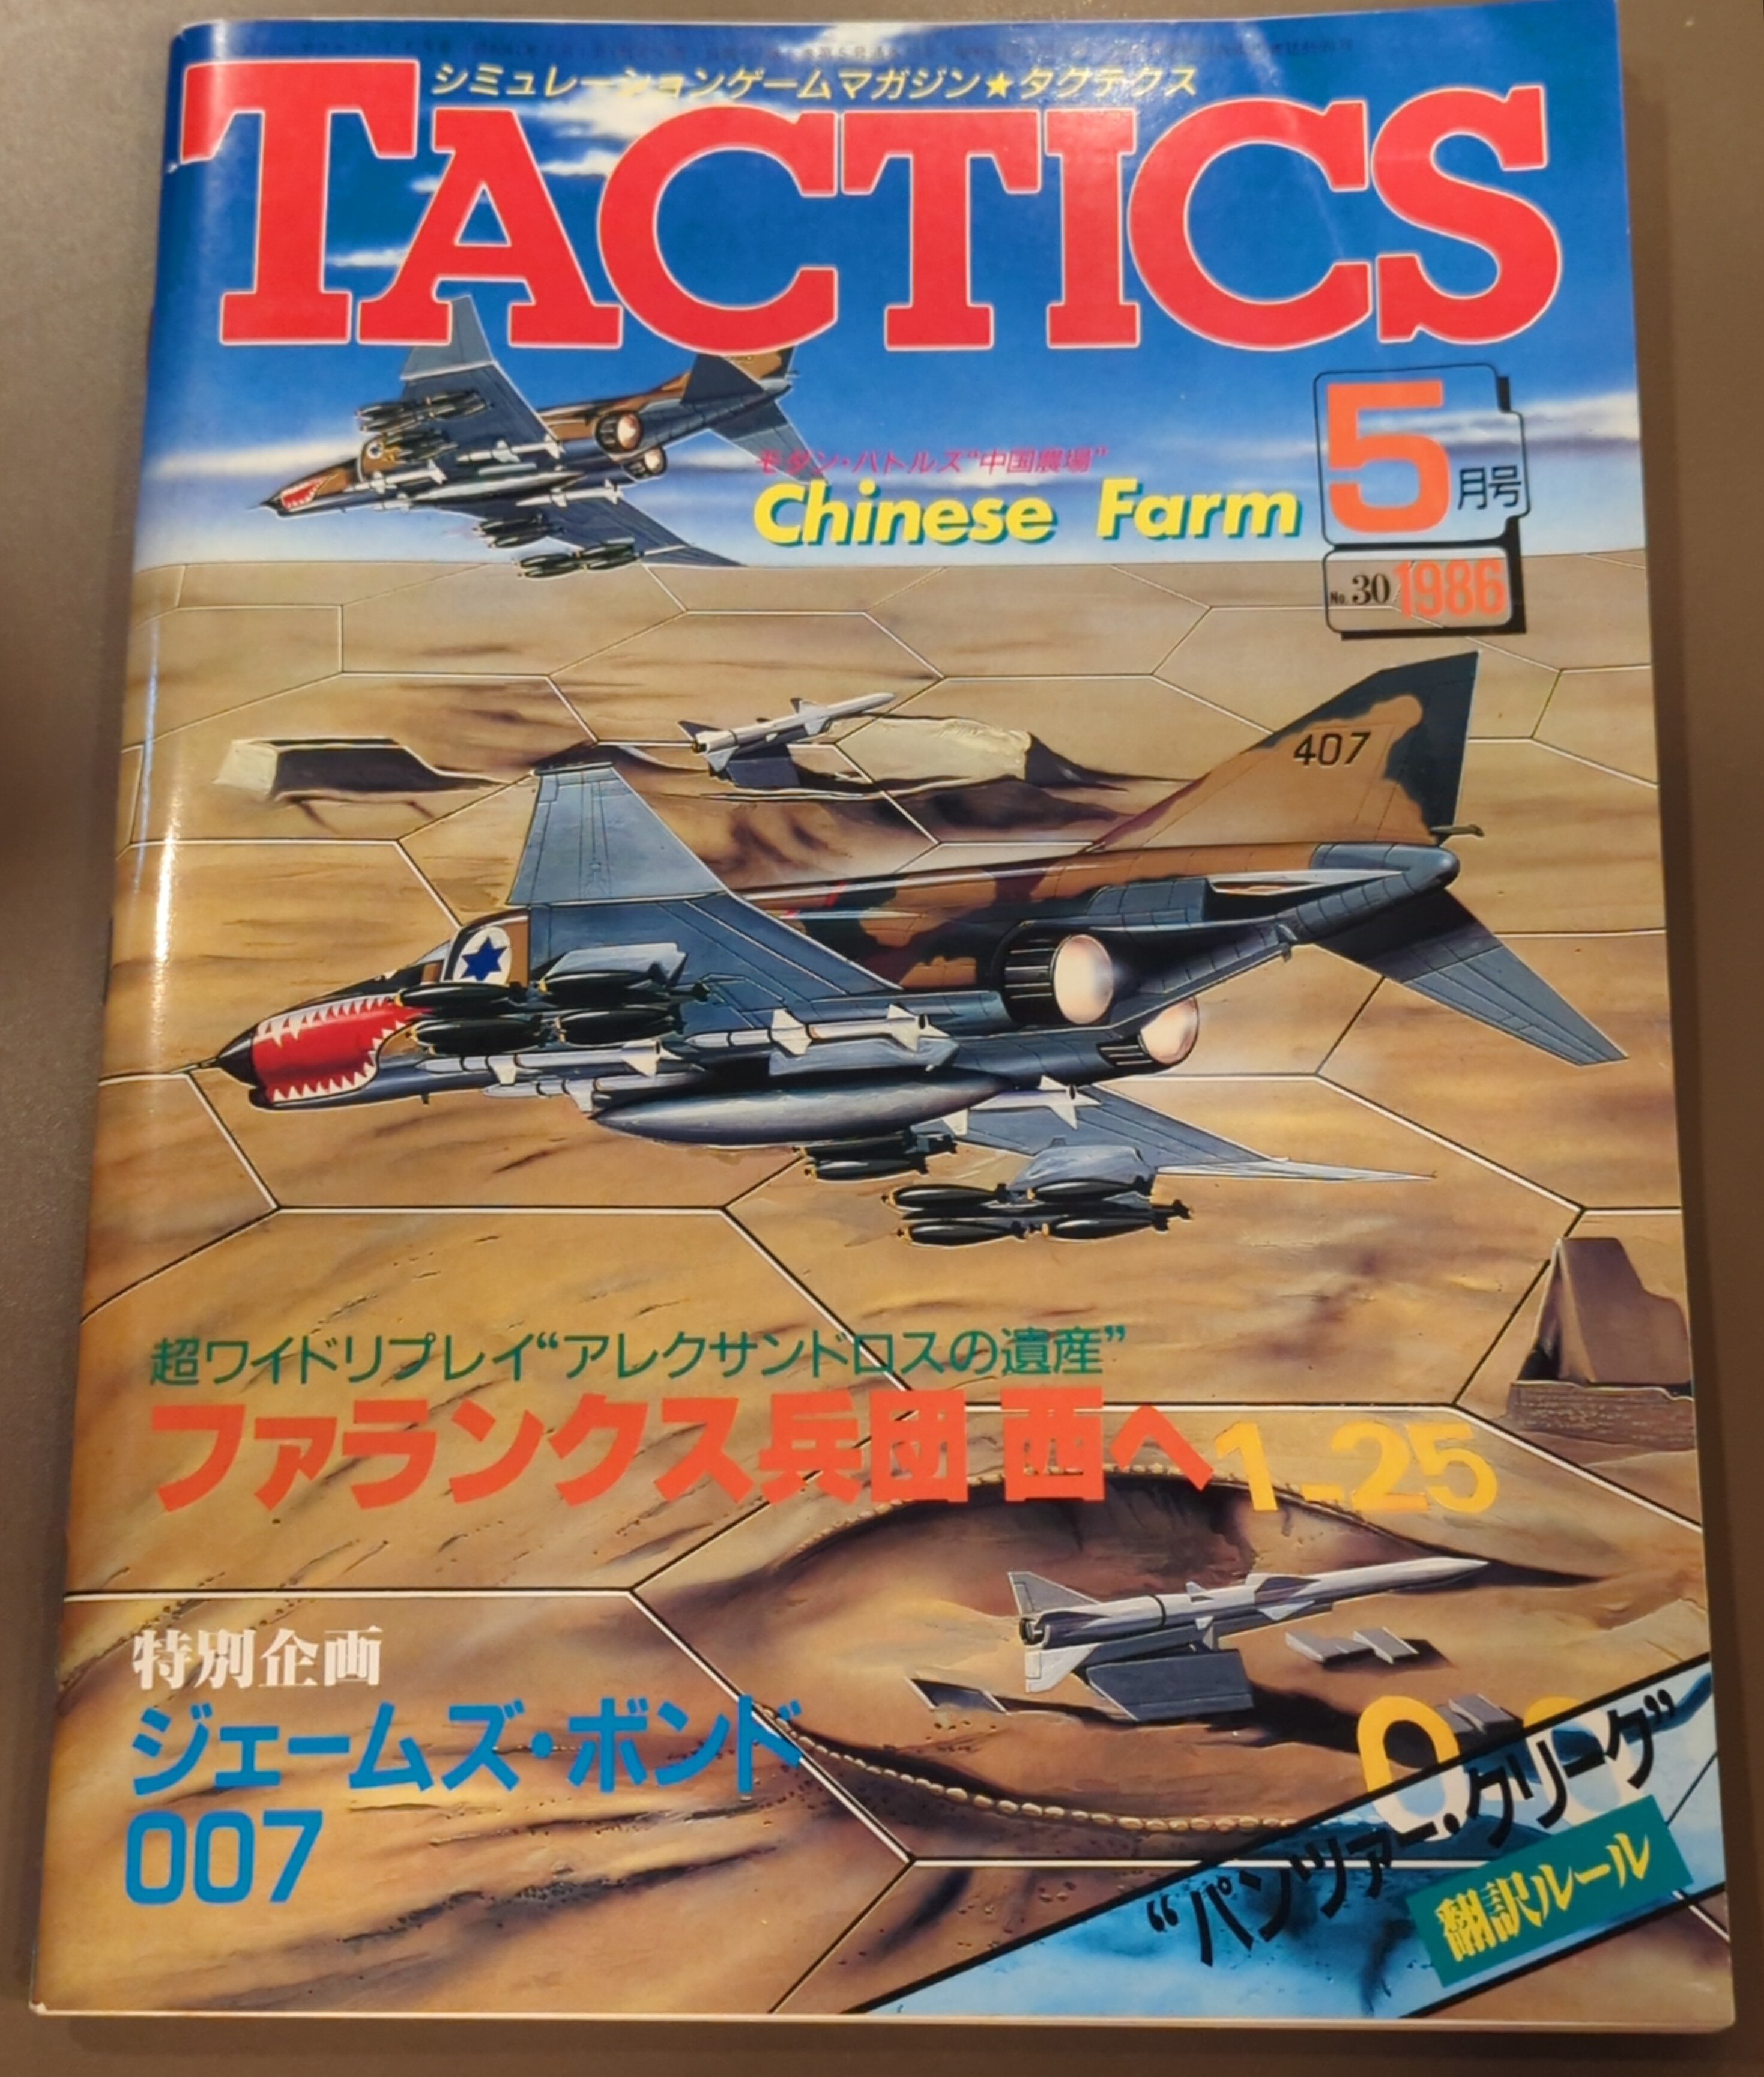 シミュレーションゲームマガジン★タクテクス
TACTICS
5月号
No.30 1986
モダン・バトルズ“中国農場”
Chinese Farm
407
超ワイドリプレイ“アレクサンドロスの遺産”
ファランクス兵団 西へ
1-25
特別企画
ジェームズ・ボンド
007
“パンツァー・クリーク”
翻訳ルール